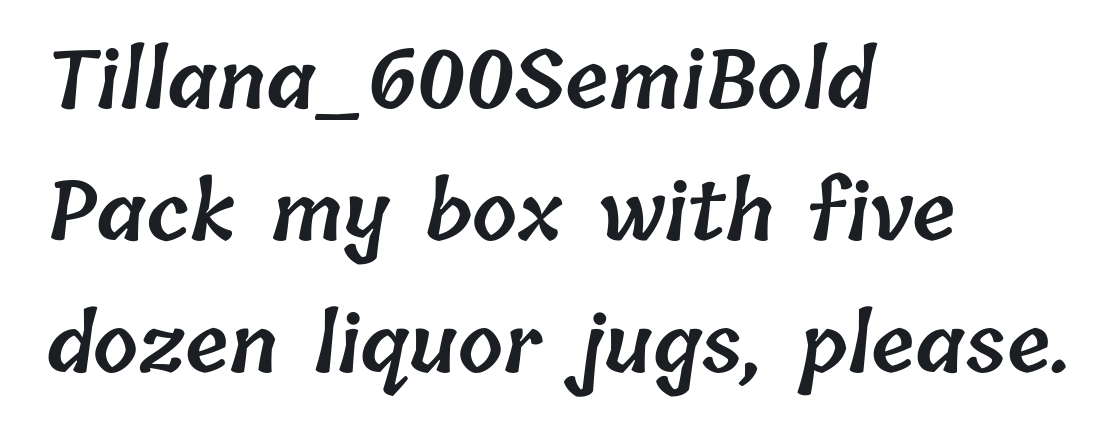 Tillana_600SemiBold
Pack my box with five
dozen liquor jugs, please.